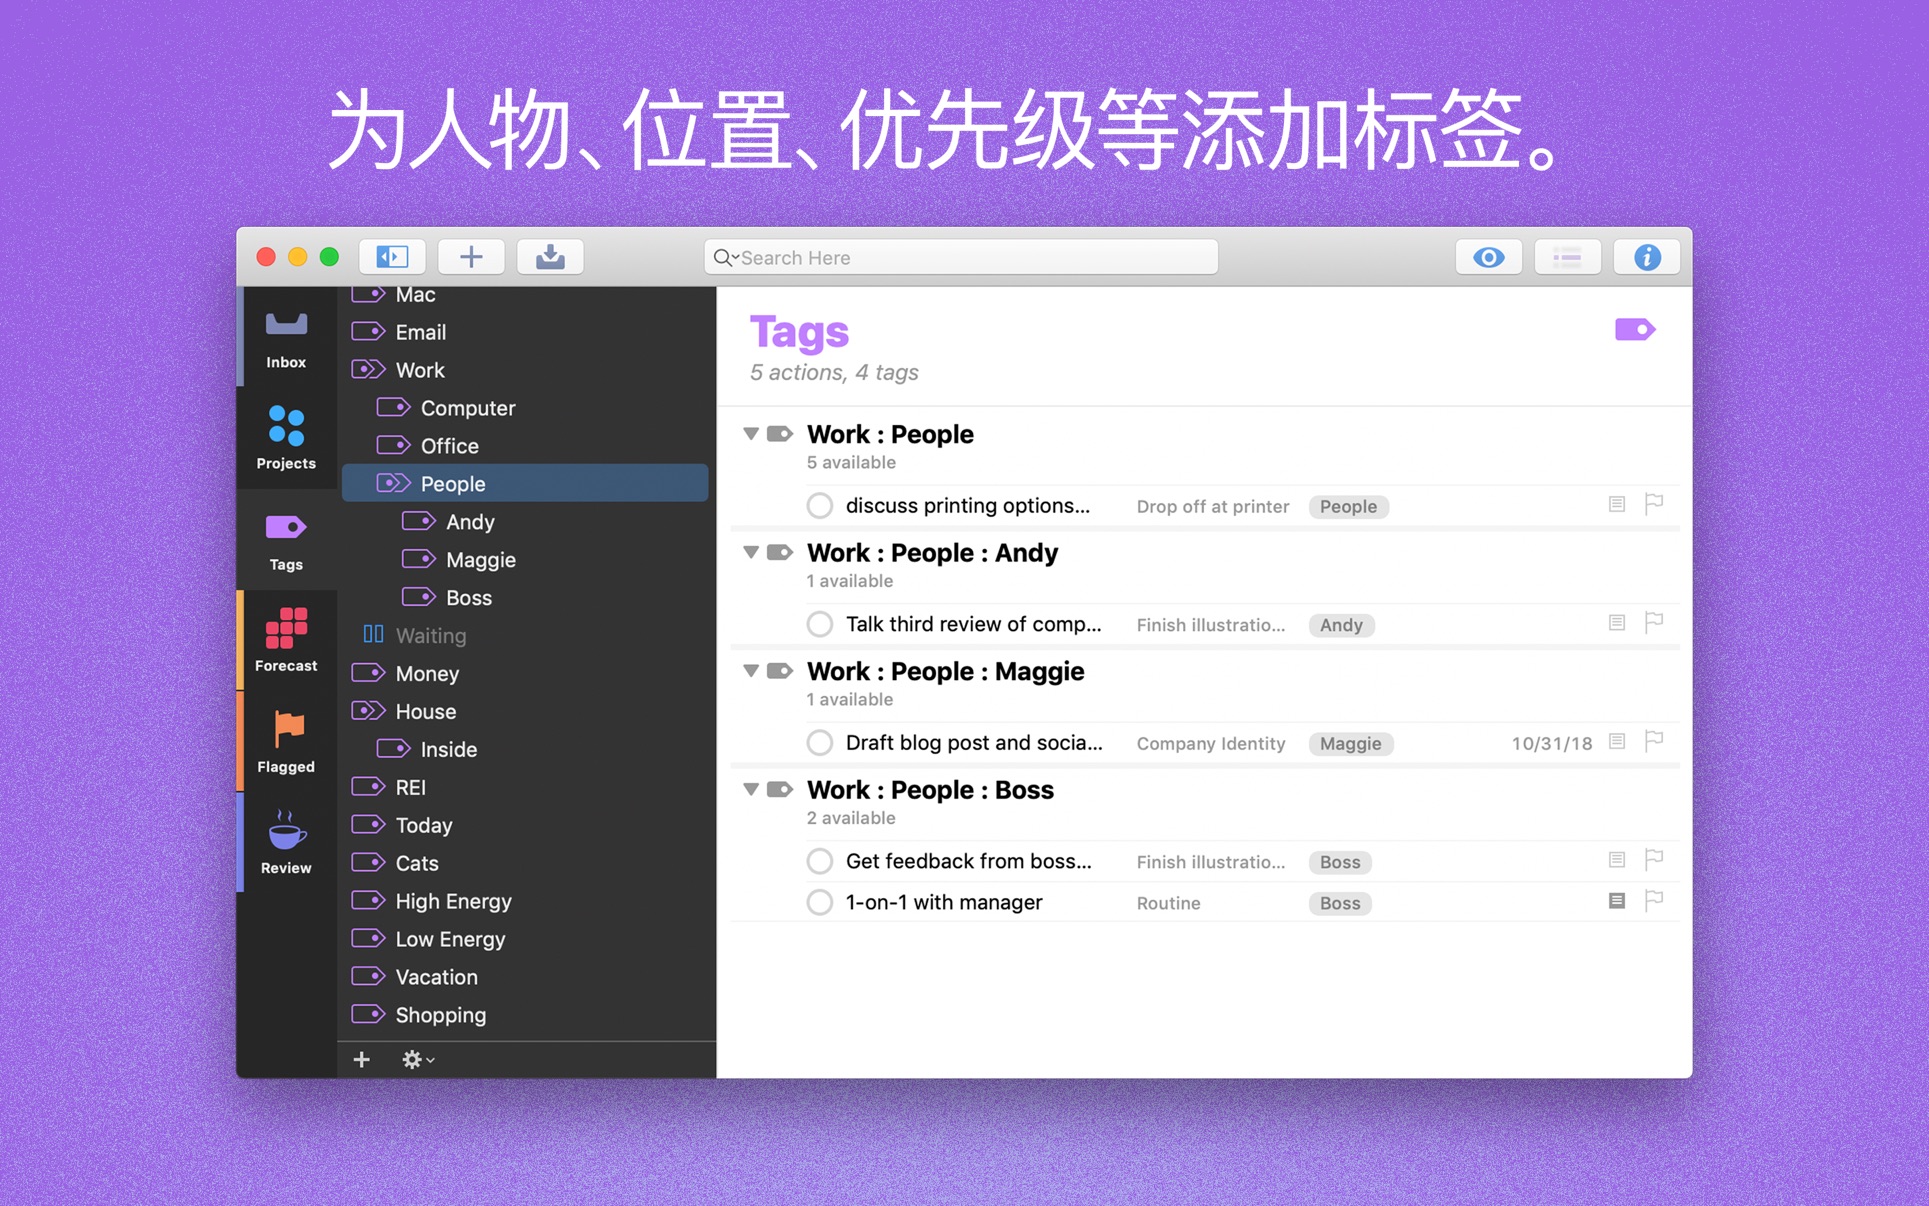 为人物、位置、优先级等添加标签。
Search Here
Inbox
Projects
Tags
Forecast
Flagged
Review
Mac
Email
Work
Computer
Office
People
Andy
Maggie
Boss
Waiting
Money
House
Inside
REI
Today
Cats
High Energy
Low Energy
Vacation
Shopping
Tags
5 actions, 4 tags
Work : People
5 available
discuss printing options... Drop off at printer People
Work : People : Andy
1 available
Talk third review of comp... Finish illustratio... Andy
Work : People : Maggie
1 available
Draft blog post and socia... Company Identity Maggie 10/31/18
Work : People : Boss
2 available
Get feedback from boss... Finish illustratio... Boss
1-on-1 with manager Routine Boss